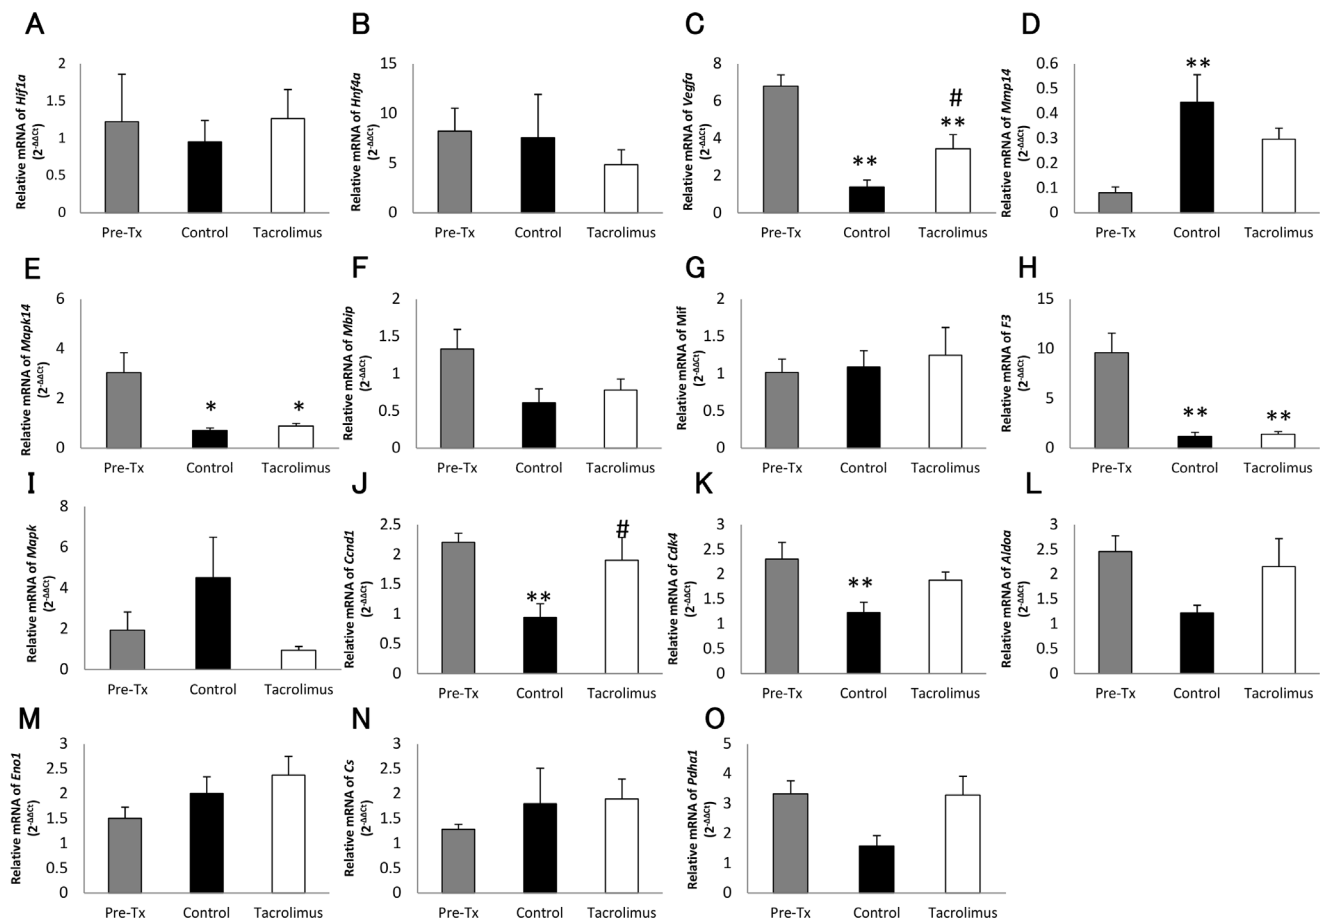 A
Relative mRNA of Hif1a
(2-ΔΔCt)
2
1.5
1
0.5
0
Pre-Tx Control Tacrolimus
B
Relative mRNA of Hnf4a
(2-ΔΔCt)
15
10
5
0
Pre-Tx Control Tacrolimus
C
Relative mRNA of Vegfa
(2-ΔΔCt)
8
6
4
2
0
**
#
**
Pre-Tx Control Tacrolimus
D
Relative mRNA of Mmp14
(2-ΔΔCt)
0.6
0.5
0.4
0.3
0.2
0.1
0
**
Pre-Tx Control Tacrolimus
E
Relative mRNA of Mapk14
(2-ΔΔCt)
6
4
2
0
*
*
Pre-Tx Control Tacrolimus
F
Relative mRNA of Mbip
(2-ΔΔCt)
2
1.5
1
0.5
0
Pre-Tx Control Tacrolimus
G
Relative mRNA of Mif
(2-ΔΔCt)
2
1.5
1
0.5
0
Pre-Tx Control Tacrolimus
H
Relative mRNA of F3
(2-ΔΔCt)
15
10
5
0
**
**
Pre-Tx Control Tacrolimus
I
Relative mRNA of Mapk
(2-ΔΔCt)
8
6
4
2
0
Pre-Tx Control Tacrolimus
J
Relative mRNA of Ccnd1
(2-ΔΔCt)
2.5
2
1.5
1
0.5
0
**
#
Pre-Tx Control Tacrolimus
K
Relative mRNA of Cdk4
(2-ΔΔCt)
3
2.5
2
1.5
1
0.5
0
**
Pre-Tx Control Tacrolimus
L
Relative mRNA of Aldoa
(2-ΔΔCt)
3
2.5
2
1.5
1
0.5
0
Pre-Tx Control Tacrolimus
M
Relative mRNA of Eno1
(2-ΔΔCt)
3
2.5
2
1.5
1
0.5
0
Pre-Tx Control Tacrolimus
N
Relative mRNA of Cs
(2-ΔΔCt)
3
2.5
2
1.5
1
0.5
0
Pre-Tx Control Tacrolimus
O
Relative mRNA of Pdha1
(2-ΔΔCt)
5
4
3
2
1
0
Pre-Tx Control Tacrolimus